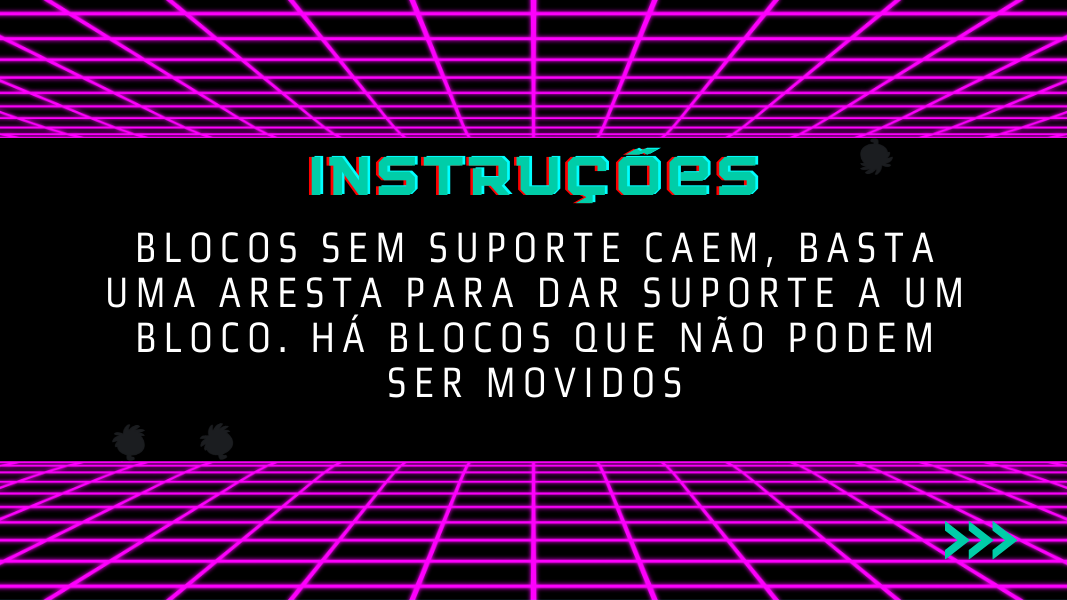 INSTRUÇÕES
BLOCOS SEM SUPORTE CAEM, BASTA
UMA ARESTA PARA DAR SUPORTE A UM
BLOCO. HÁ BLOCOS QUE NÃO PODEM
SER MOVIDOS